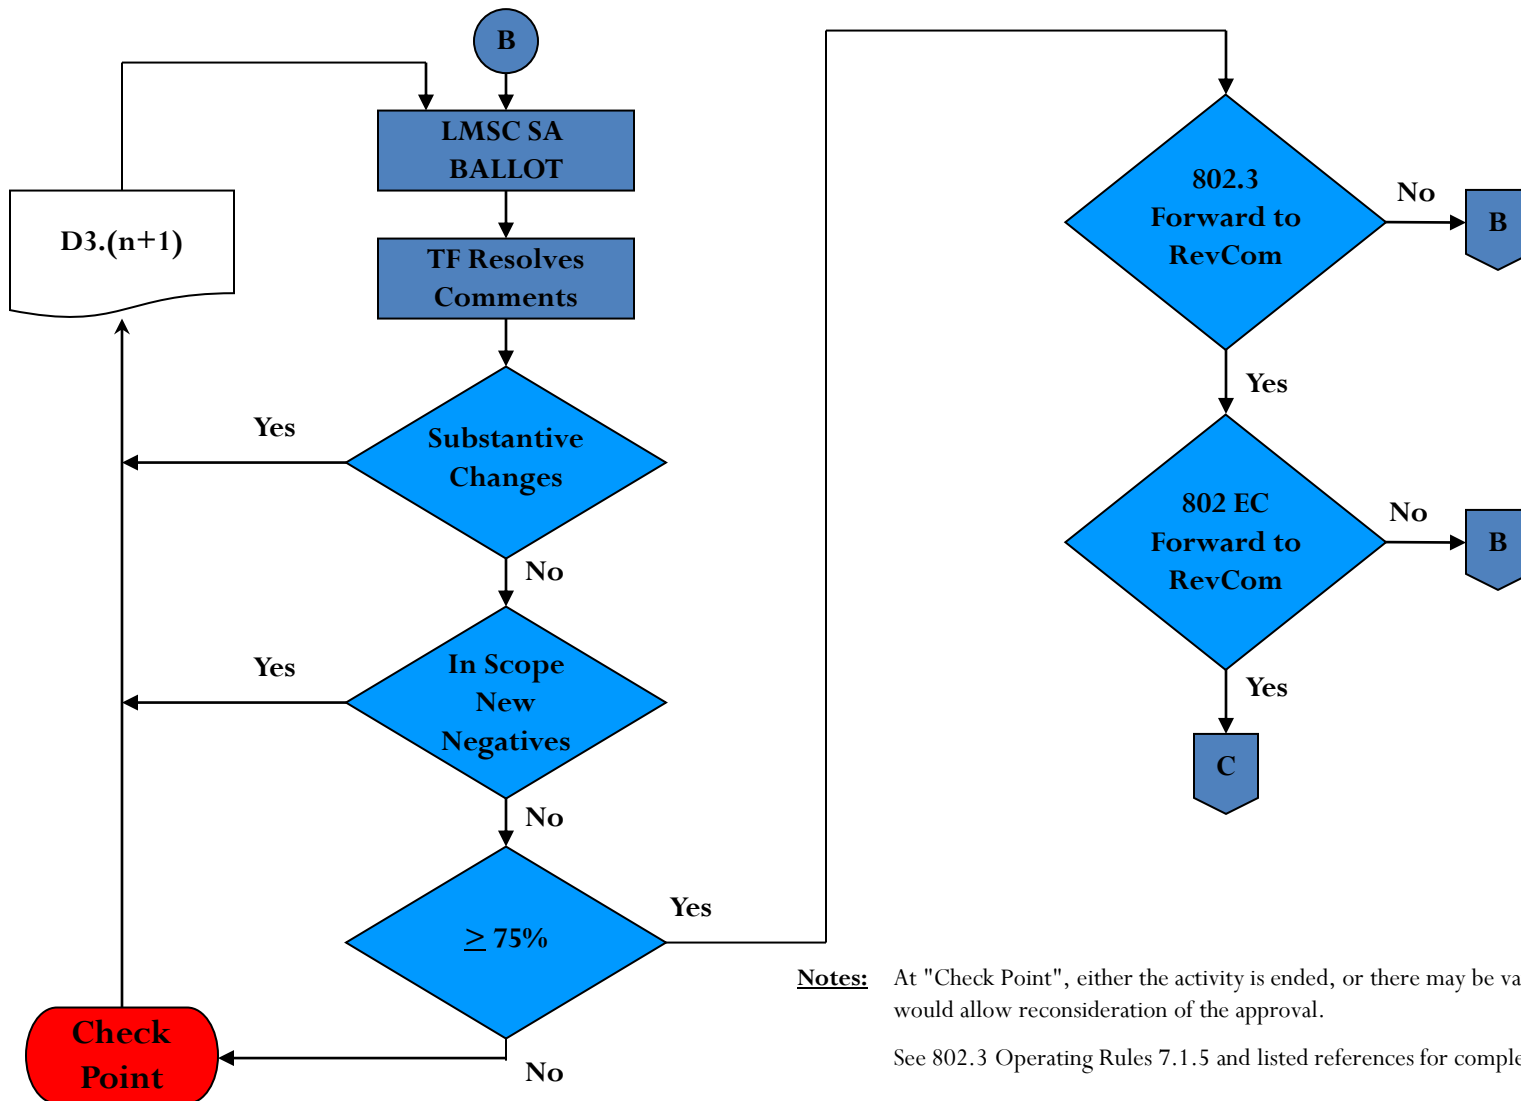 B
LMSC SA
BALLOT
D3.(n+1)
TF Resolves
Comments
Yes
Substantive
Changes
No
Yes
In Scope
New
Negatives
No
≥ 75%
Yes
No
Check
Point
802.3
Forward to
RevCom
No
B
Yes
802 EC
Forward to
RevCom
No
B
Yes
C
Notes: At "Check Point", either the activity is ended, or there may be
would allow reconsideration of the approval.
See 802.3 Operating Rules 7.1.5 and listed references for